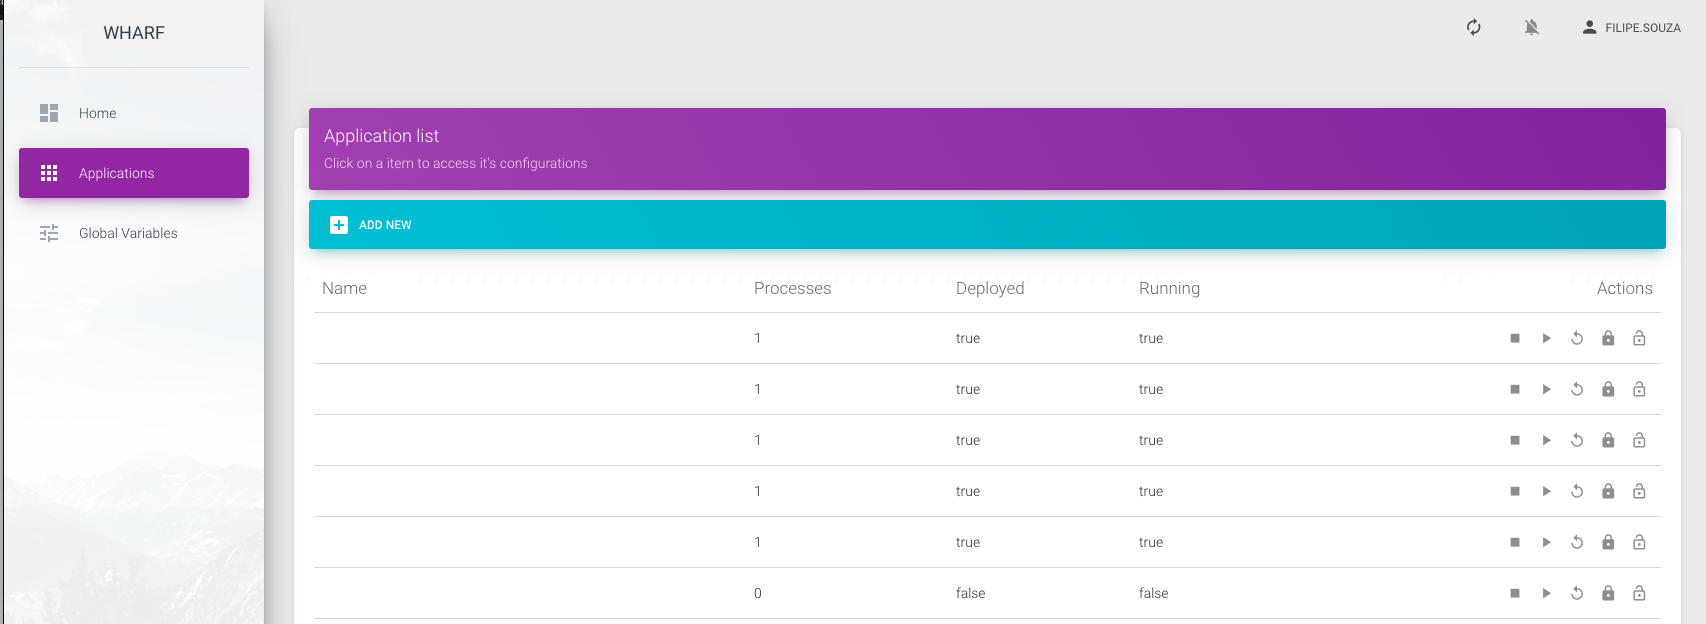 WHARF
FILIPE.SOUZA
Home
Applications
Global Variables
Application list
Click on a item to access it's configurations
ADD NEW
Name Processes Deployed Running Actions
1 true true
1 true true
1 true true
1 true true
1 true true
0 false false